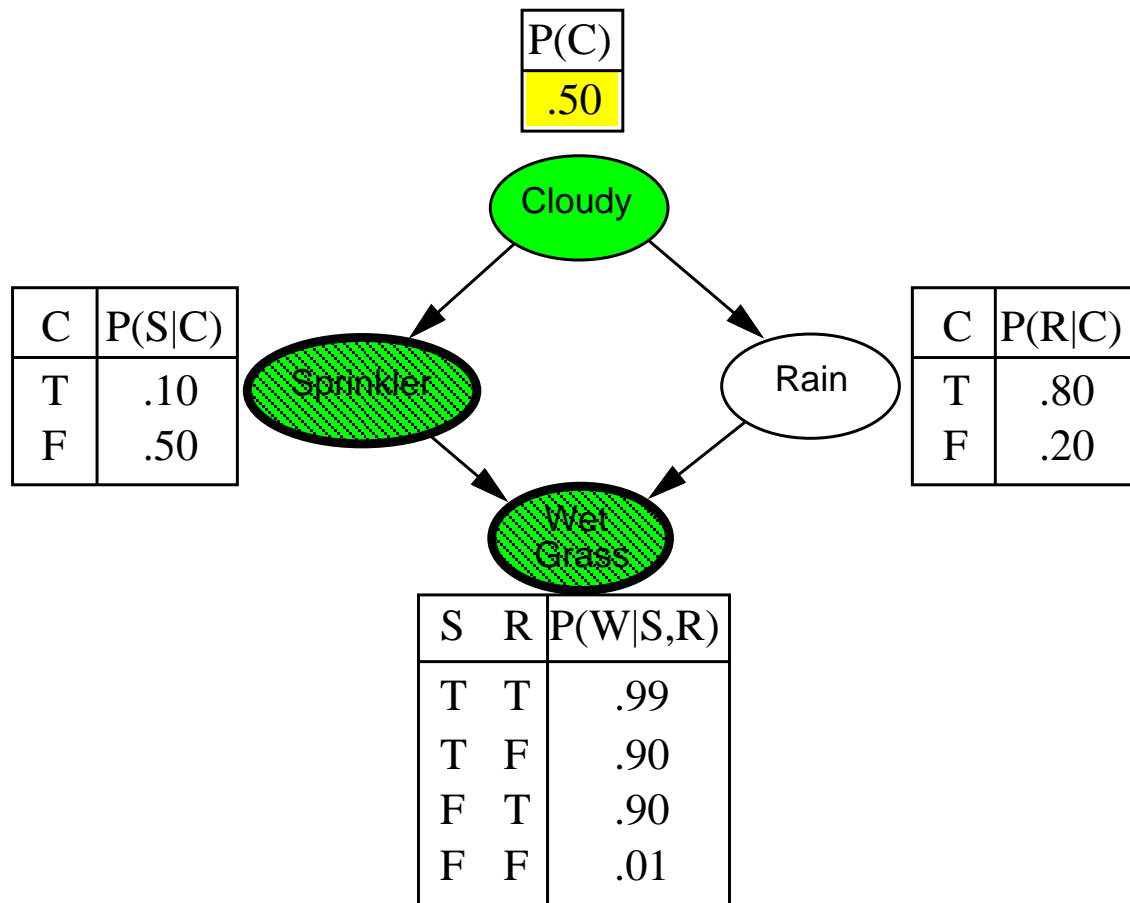 P(C)
.50
Cloudy
C P(S|C)
T .10
F .50
Sprinkler
Rain
C P(R|C)
T .80
F .20
Wet
Grass
S R P(W|S,R)
T T .99
T F .90
F T .90
F F .01